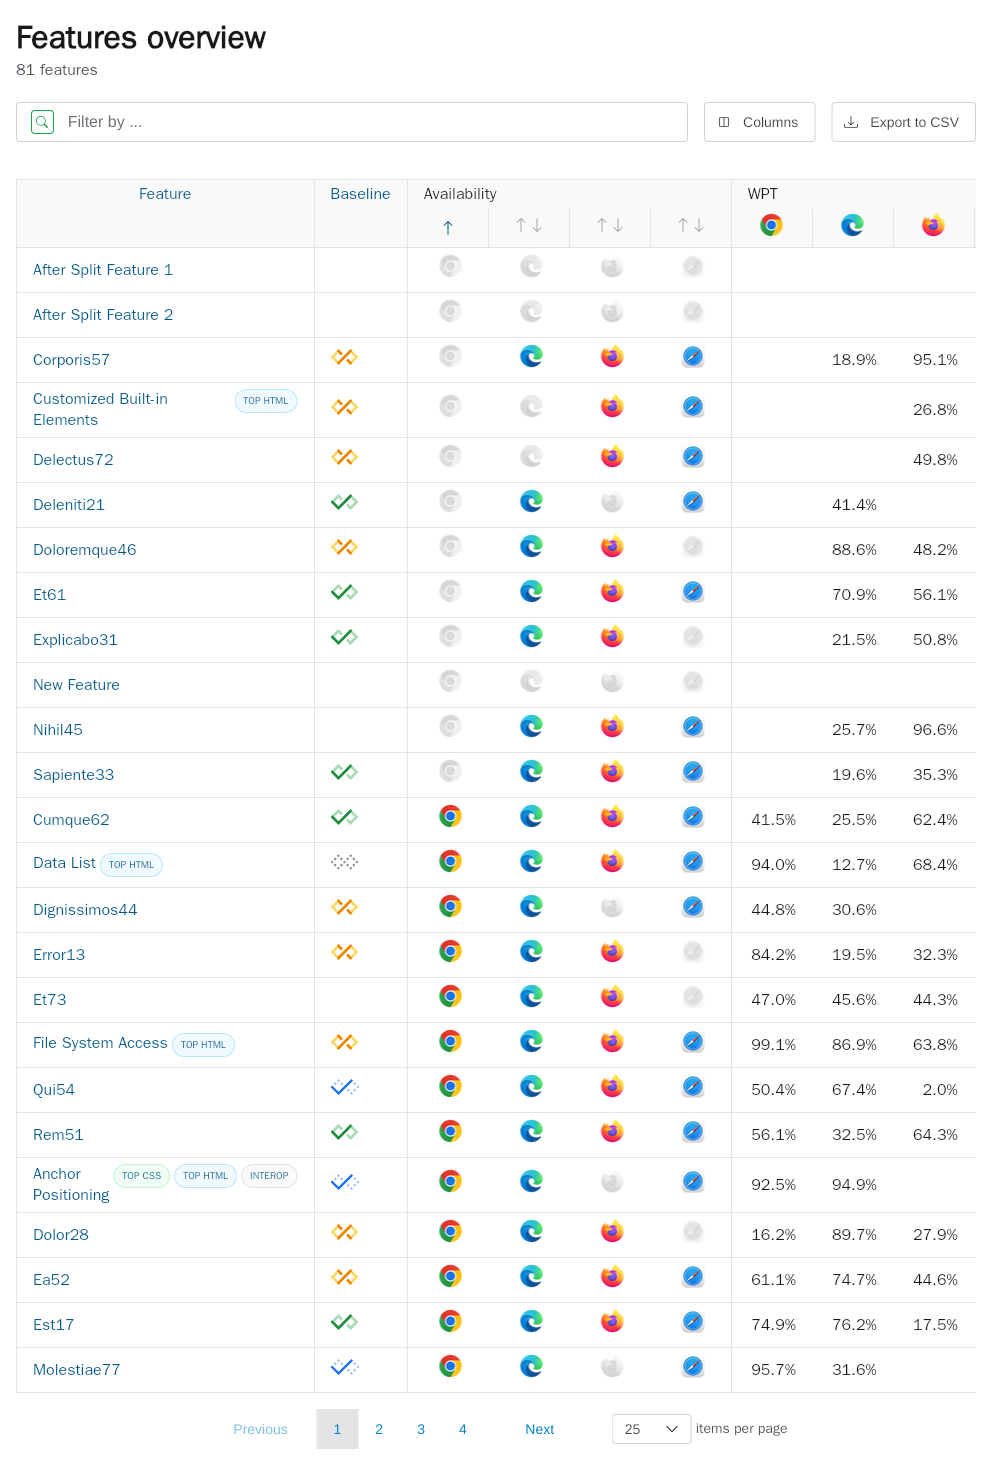 Features overview
81 features
Filter by ...
Columns
Export to CSV
Feature Baseline Availability WPT
After Split Feature 1
After Split Feature 2
Corporis57 18.9% 95.1%
Customized Built-in TOP HTML
Elements 26.8%
Delectus72 49.8%
Deleniti21 41.4%
Doloremque46 88.6% 48.2%
Et61 70.9% 56.1%
Explicabo31 21.5% 50.8%
New Feature
Nihil45 25.7% 96.6%
Sapiente33 19.6% 35.3%
Cumque62 41.5% 25.5% 62.4%
Data List TOP HTML 94.0% 12.7% 68.4%
Dignissimos44 44.8% 30.6%
Error13 84.2% 19.5% 32.3%
Et73 47.0% 45.6% 44.3%
File System Access TOP HTML 99.1% 86.9% 63.8%
Qui54 50.4% 67.4% 2.0%
Rem51 56.1% 32.5% 64.3%
Anchor TOP CSS TOP HTML INTEROP
Positioning 92.5% 94.9%
Dolor28 16.2% 89.7% 27.9%
Ea52 61.1% 74.7% 44.6%
Est17 74.9% 76.2% 17.5%
Molestiae77 95.7% 31.6%
Previous 1 2 3 4 Next 25 items per page